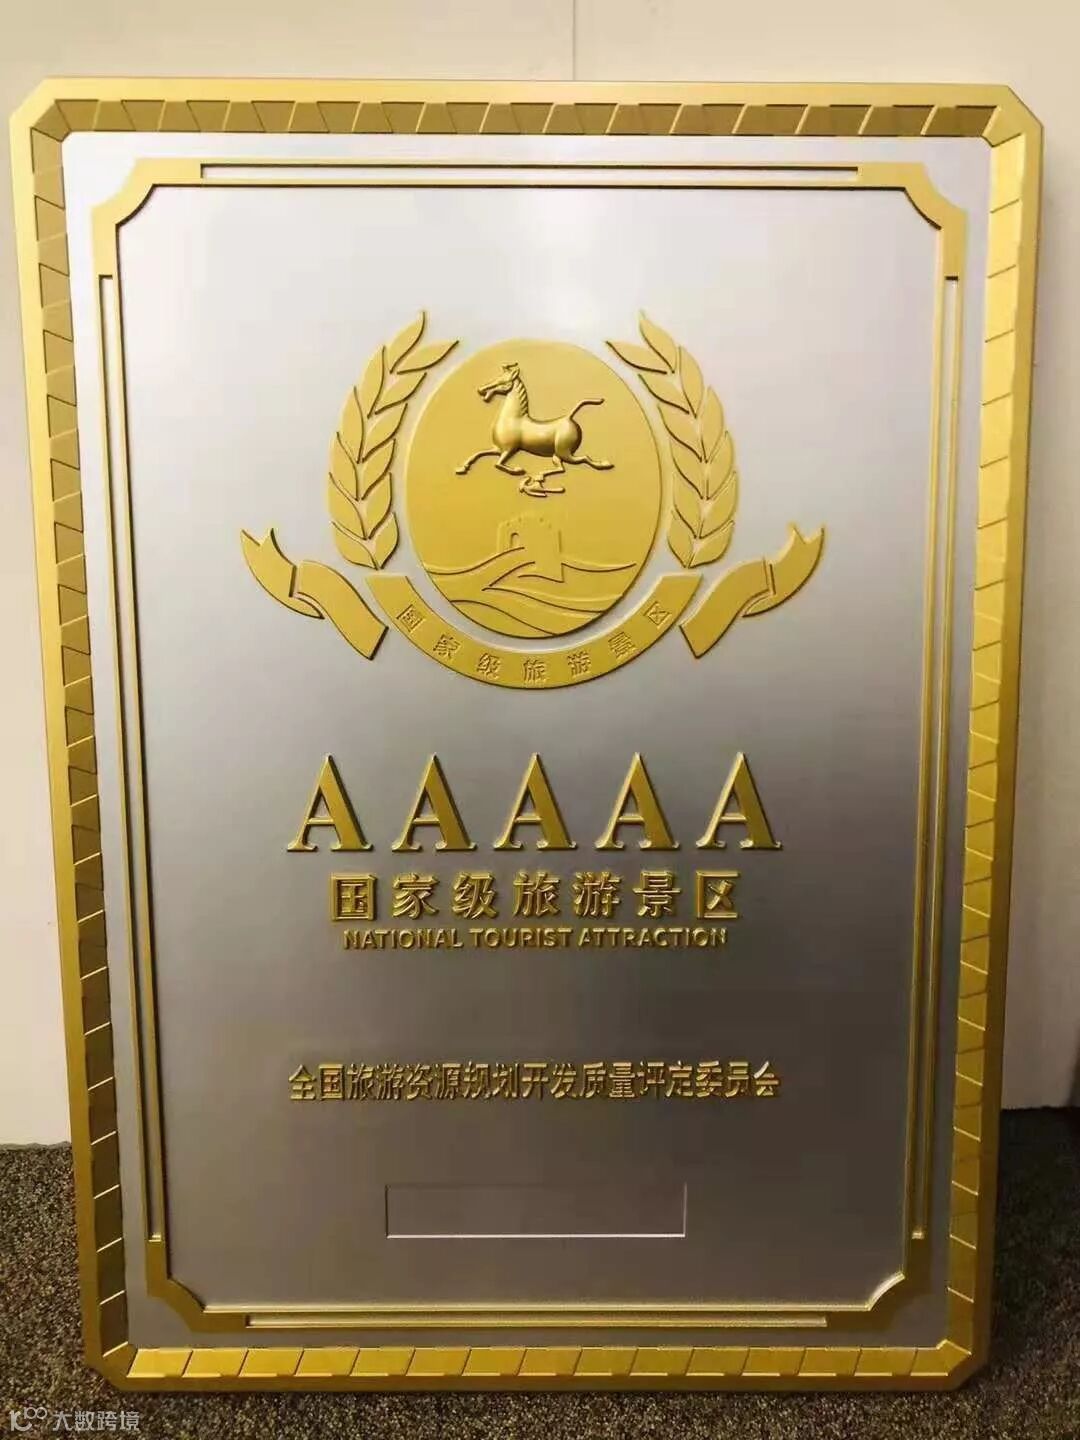 国家级旅游景区
AAAAA
国家级旅游景区
NATIONAL TOURIST ATTRACTION
全国旅游资源规划开发质量评定委员会
大数跨境